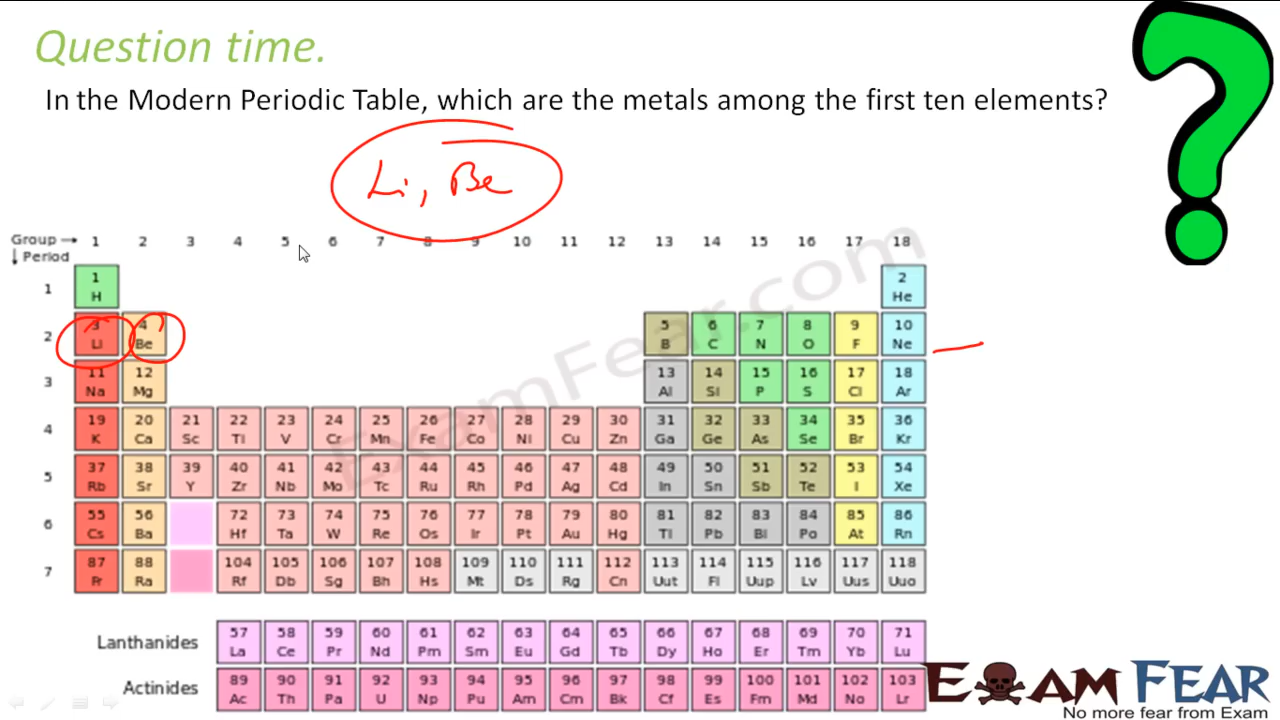 Question time.
In the Modern Periodic Table, which are the metals among the first ten elements?
Li, Be
Group → 1 2 3 4 5 6 7 8 9 10 11 12 13 14 15 16 17 18
↓ Period
1 1 2
H He
2 3 4 5 6 7 8 9 10
Li Be B C N O F Ne
3 11 12 13 14 15 16 17 18
Na Mg Al Si P S Cl Ar
4 19 20 21 22 23 24 25 26 27 28 29 30 31 32 33 34 35 36
K Ca Sc Ti V Cr Mn Fe Co Ni Cu Zn Ga Ge As Se Br Kr
5 37 38 39 40 41 42 43 44 45 46 47 48 49 50 51 52 53 54
Rb Sr Y Zr Nb Mo Tc Ru Rh Pd Ag Cd In Sn Sb Te I Xe
6 55 56 72 73 74 75 76 77 78 79 80 81 82 83 84 85 86
Cs Ba Hf Ta W Re Os Ir Pt Au Hg Tl Pb Bi Po At Rn
7 87 88 104 105 106 107 108 109 110 111 112 113 114 115 116 117 118
Fr Ra Rf Db Sg Bh Hs Mt Ds Rg Cn Uut Fl Uup Lv Uus Uuo
Lanthanides 57 58 59 60 61 62 63 64 65 66 67 68 69 70 71
La Ce Pr Nd Pm Sm Eu Gd Tb Dy Ho Er Tm Yb Lu
Actinides 89 90 91 92 93 94 95 96 97 98 99 100 101 102 103
Ac Th Pa U Np Pu Am Cm Bk Cf Es Fm Md No Lr
ExamFear.com
EXAM FEAR
No more fear from Exam